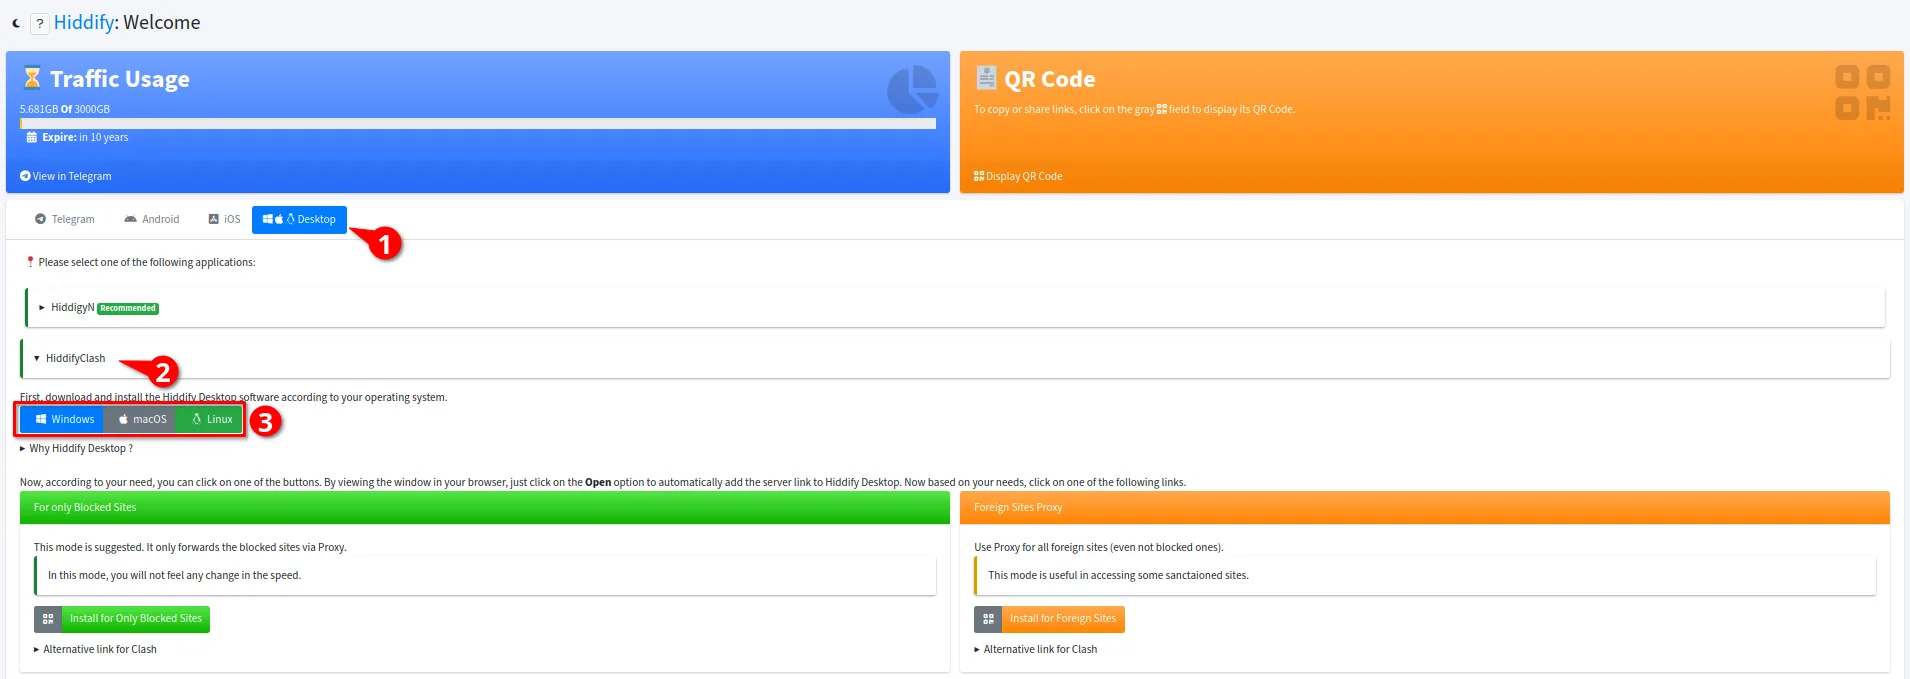 ? Hiddify: Welcome
Traffic Usage
5.681GB Of 3000GB
Expire: in 10 years
View in Telegram
QR Code
To copy or share links, click on the gray field to display its QR Code.
Display QR Code
Telegram Android iOS Desktop
1
Please select one of the following applications:
HiddigyN Recommended
HiddifyClash
2
First, download and install the Hiddify Desktop software according to your operating system.
Windows macOS Linux
3
Why Hiddify Desktop ?
Now, according to your need, you can click on one of the buttons. By viewing the window in your browser, just click on the Open option to automatically add the server link to Hiddify Desktop. Now based on your needs, click on one of the following links.
For only Blocked Sites
This mode is suggested. It only forwards the blocked sites via Proxy.
In this mode, you will not feel any change in the speed.
Install for Only Blocked Sites
Alternative link for Clash
Foreign Sites Proxy
Use Proxy for all foreign sites (even not blocked ones).
This mode is useful in accessing some sanctaioned sites.
Install for Foreign Sites
Alternative link for Clash